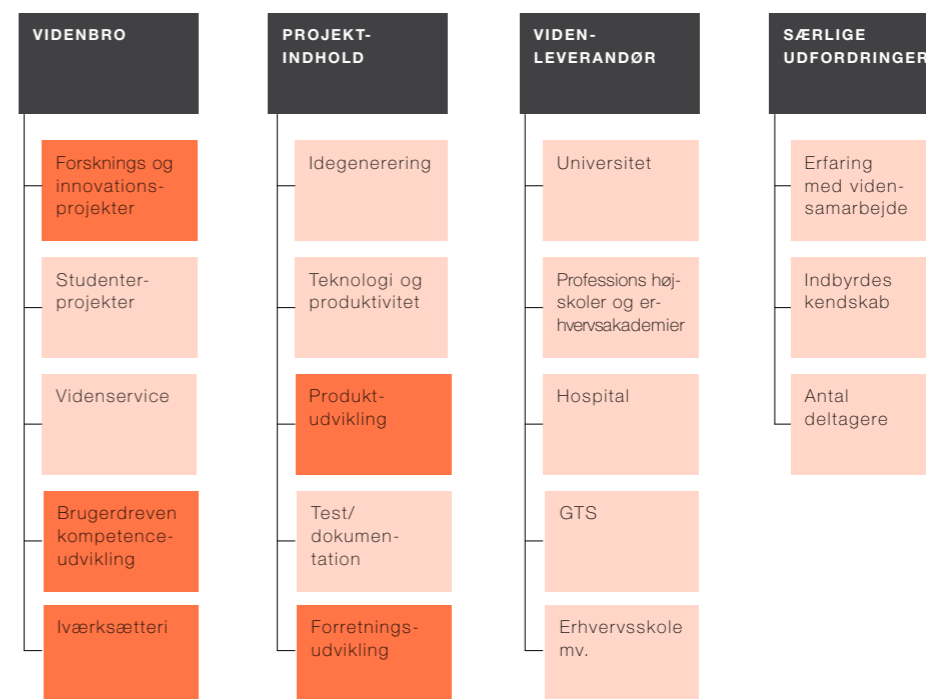 VIDENBRO
Forsknings og
innovations-
projekter
Studenter-
projekter
Videnservice
Brugerdreven
kompetence-
udvikling
Iværksætteri
PROJEKT-
INDHOLD
Idegenerering
Teknologi og
produktivitet
Produkt-
udvikling
Test/
dokumen-
tation
Forretnings-
udvikling
VIDEN-
LEVERANDØR
Universitet
Professions høj-
skoler og er-
hvervsakademier
Hospital
GTS
Erhvervsskole
mv.
SÆRLIGE
UDFORDRINGER
Erfaring
med viden-
samarbejde
Indbyrdes
kendskab
Antal
deltagere